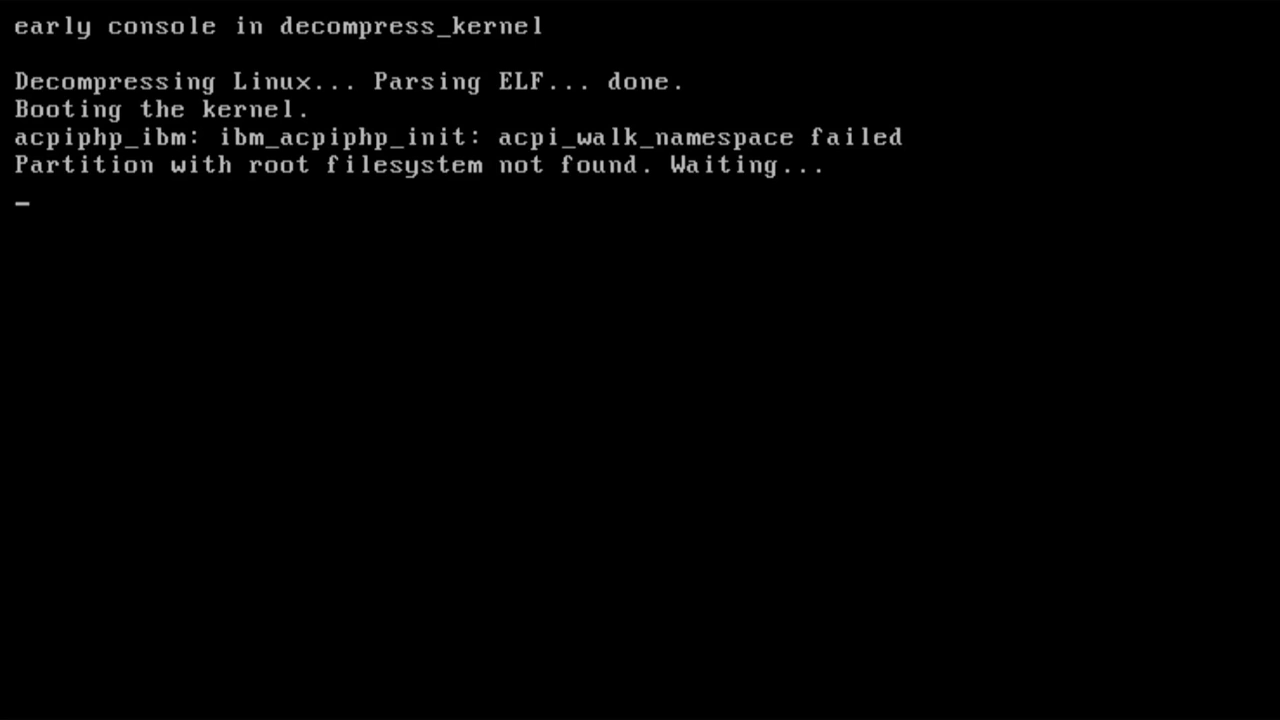 early console in decompress_kernel
Decompressing Linux... Parsing ELF... done.
Booting the kernel.
acpiphp_ibm: ibm_acpiphp_init: acpi_walk_namespace failed
Partition with root filesystem not found. Waiting...